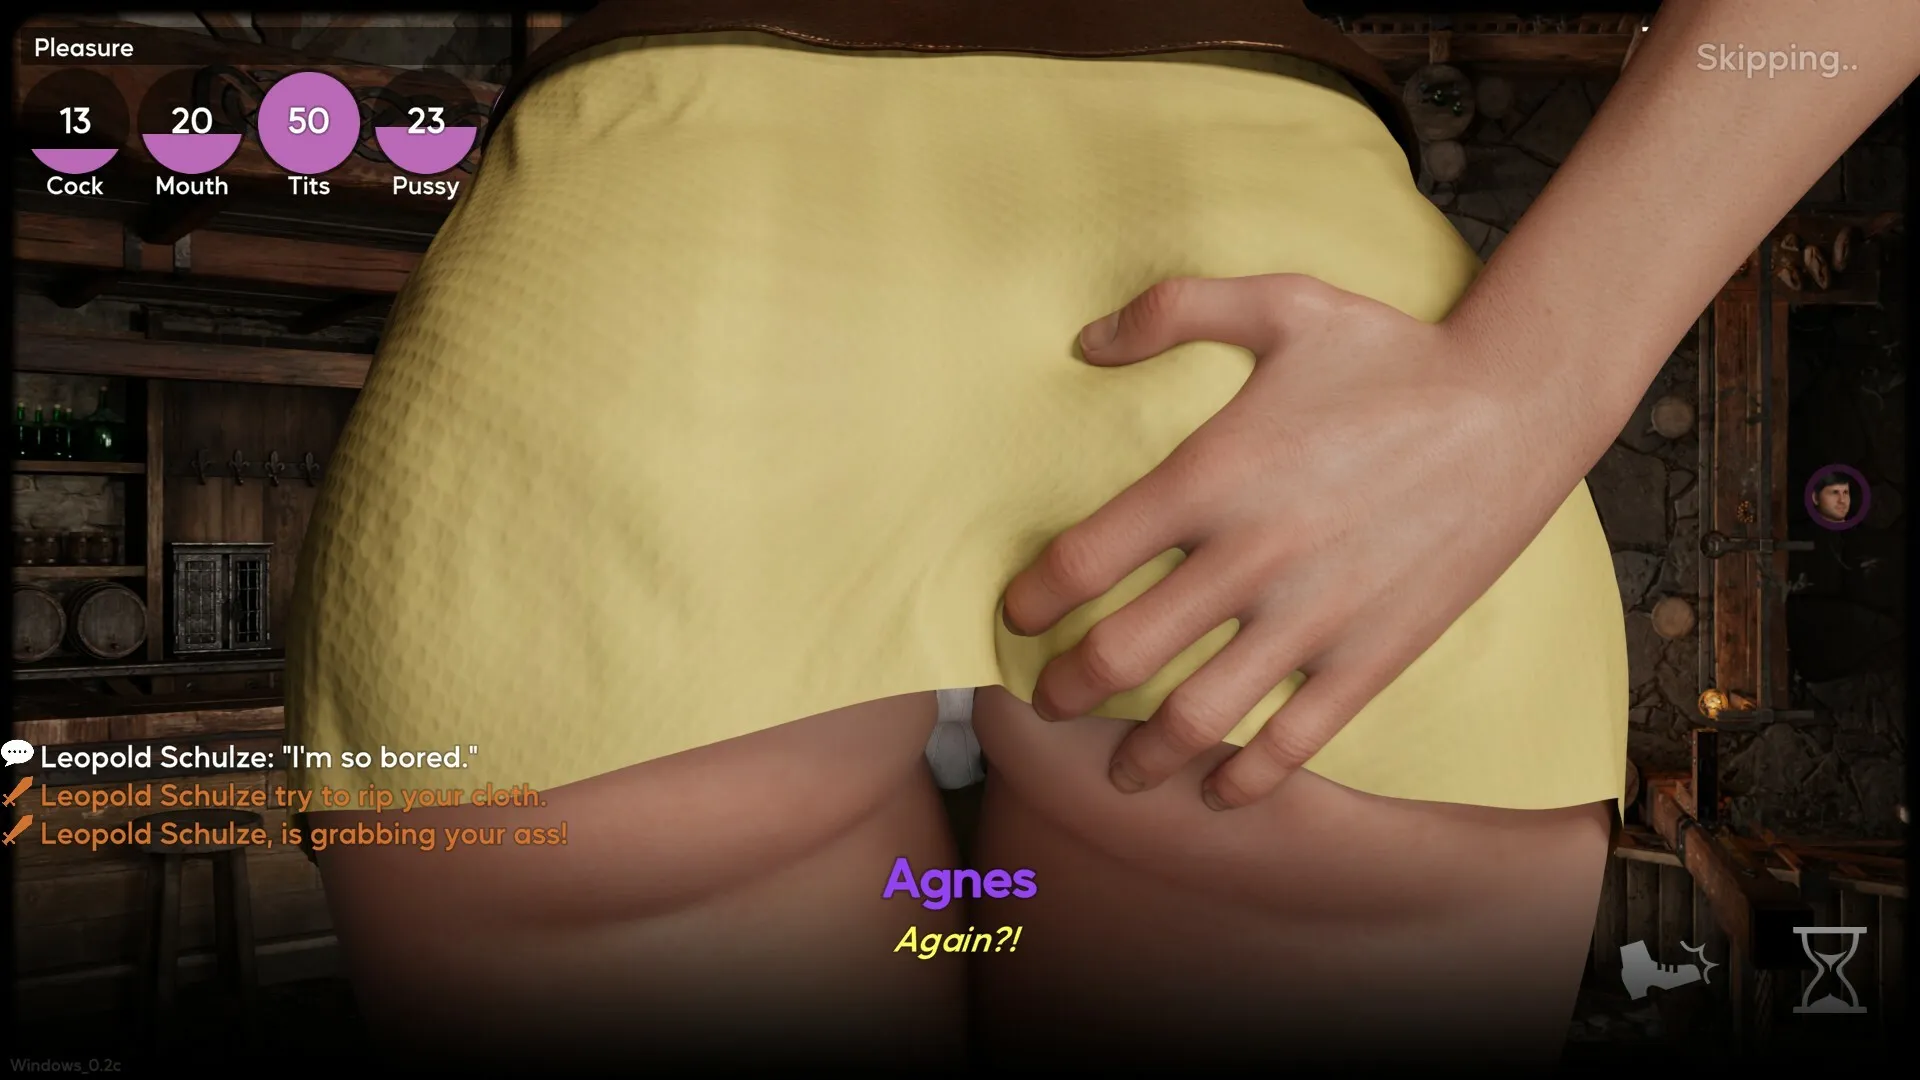 Pleasure
Skipping..
13
20
50
23
Cock
Mouth
Tits
Pussy
Leopold Schulze: "I'm so bored."
Leopold Schulze try to rip your cloth.
Leopold Schulze, is grabbing your ass!
Agnes
Again?!
Windows_0.2c